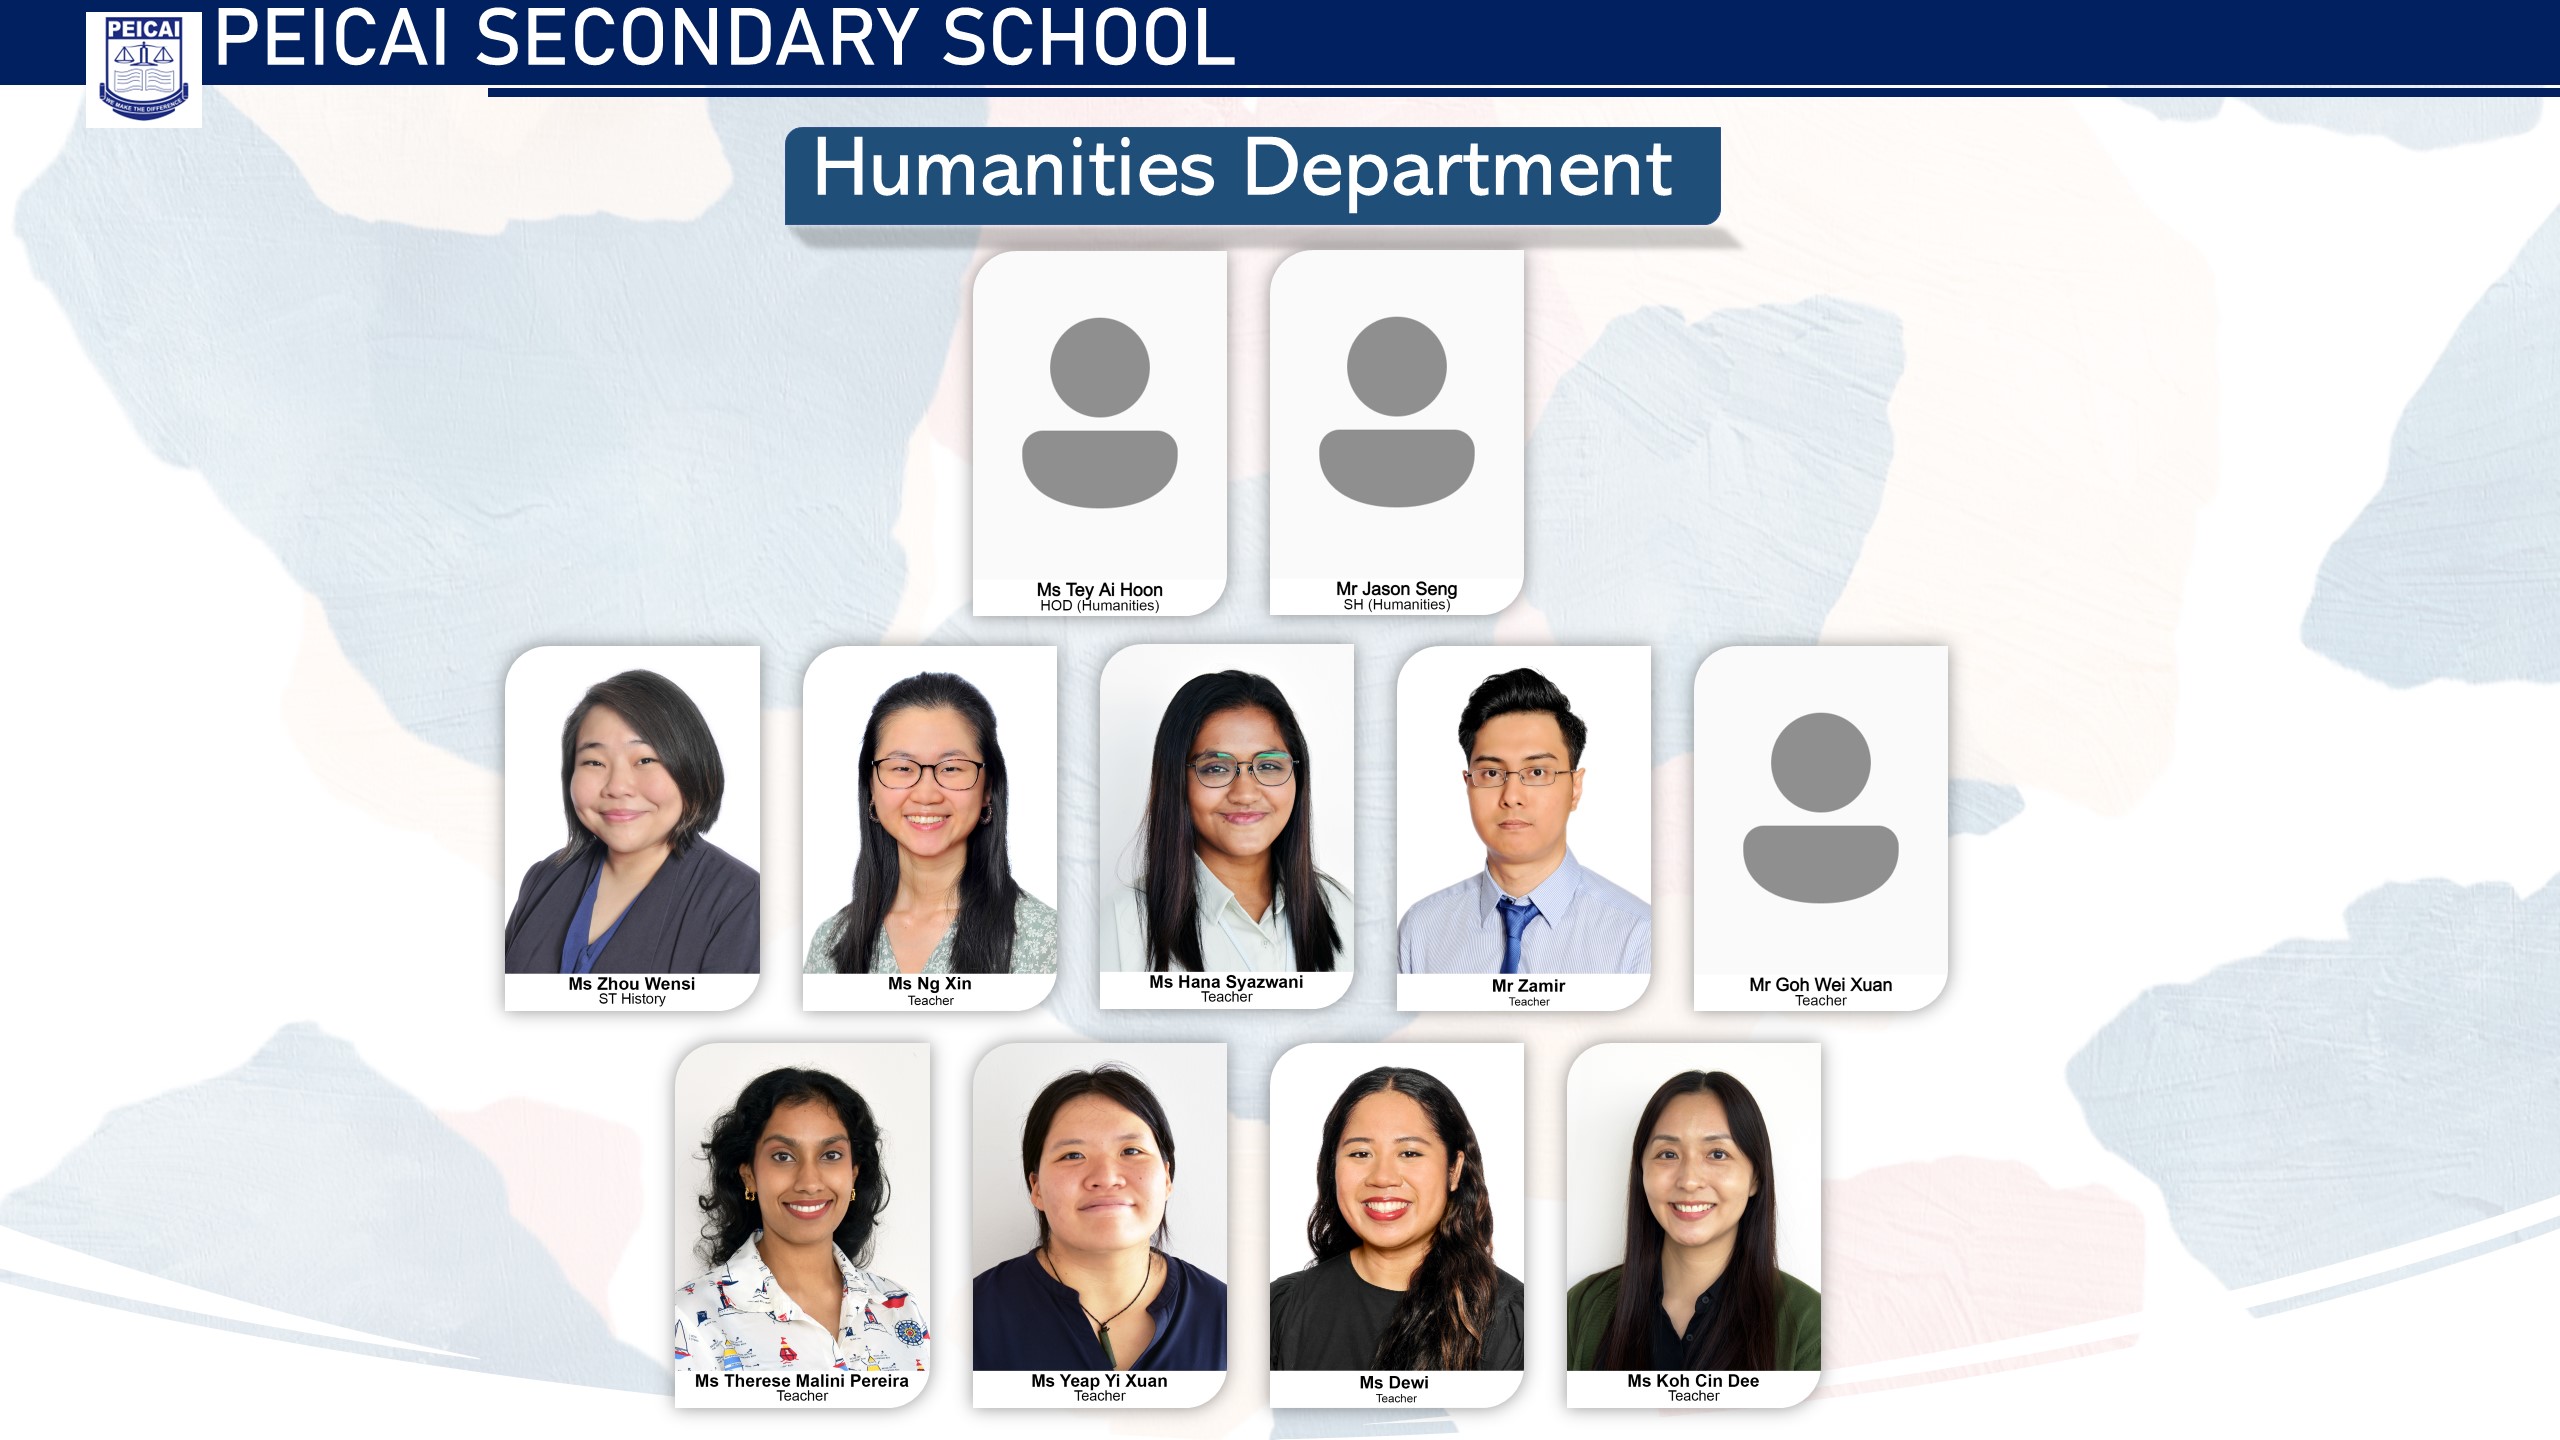 PEICAI SECONDARY SCHOOL
PEICAI
WE MAKE THE DIFFERENCE
Humanities Department
Ms Tey Ai Hoon
HOD (Humanities)
Mr Jason Seng
SH (Humanities)
Ms Zhou Wensi
ST History
Ms Ng Xin
Teacher
Ms Hana Syazwani
Teacher
Mr Zamir
Teacher
Mr Goh Wei Xuan
Teacher
Ms Therese Malini Pereira
Teacher
Ms Yeap Yi Xuan
Teacher
Ms Dewi
Teacher
Ms Koh Cin Dee
Teacher